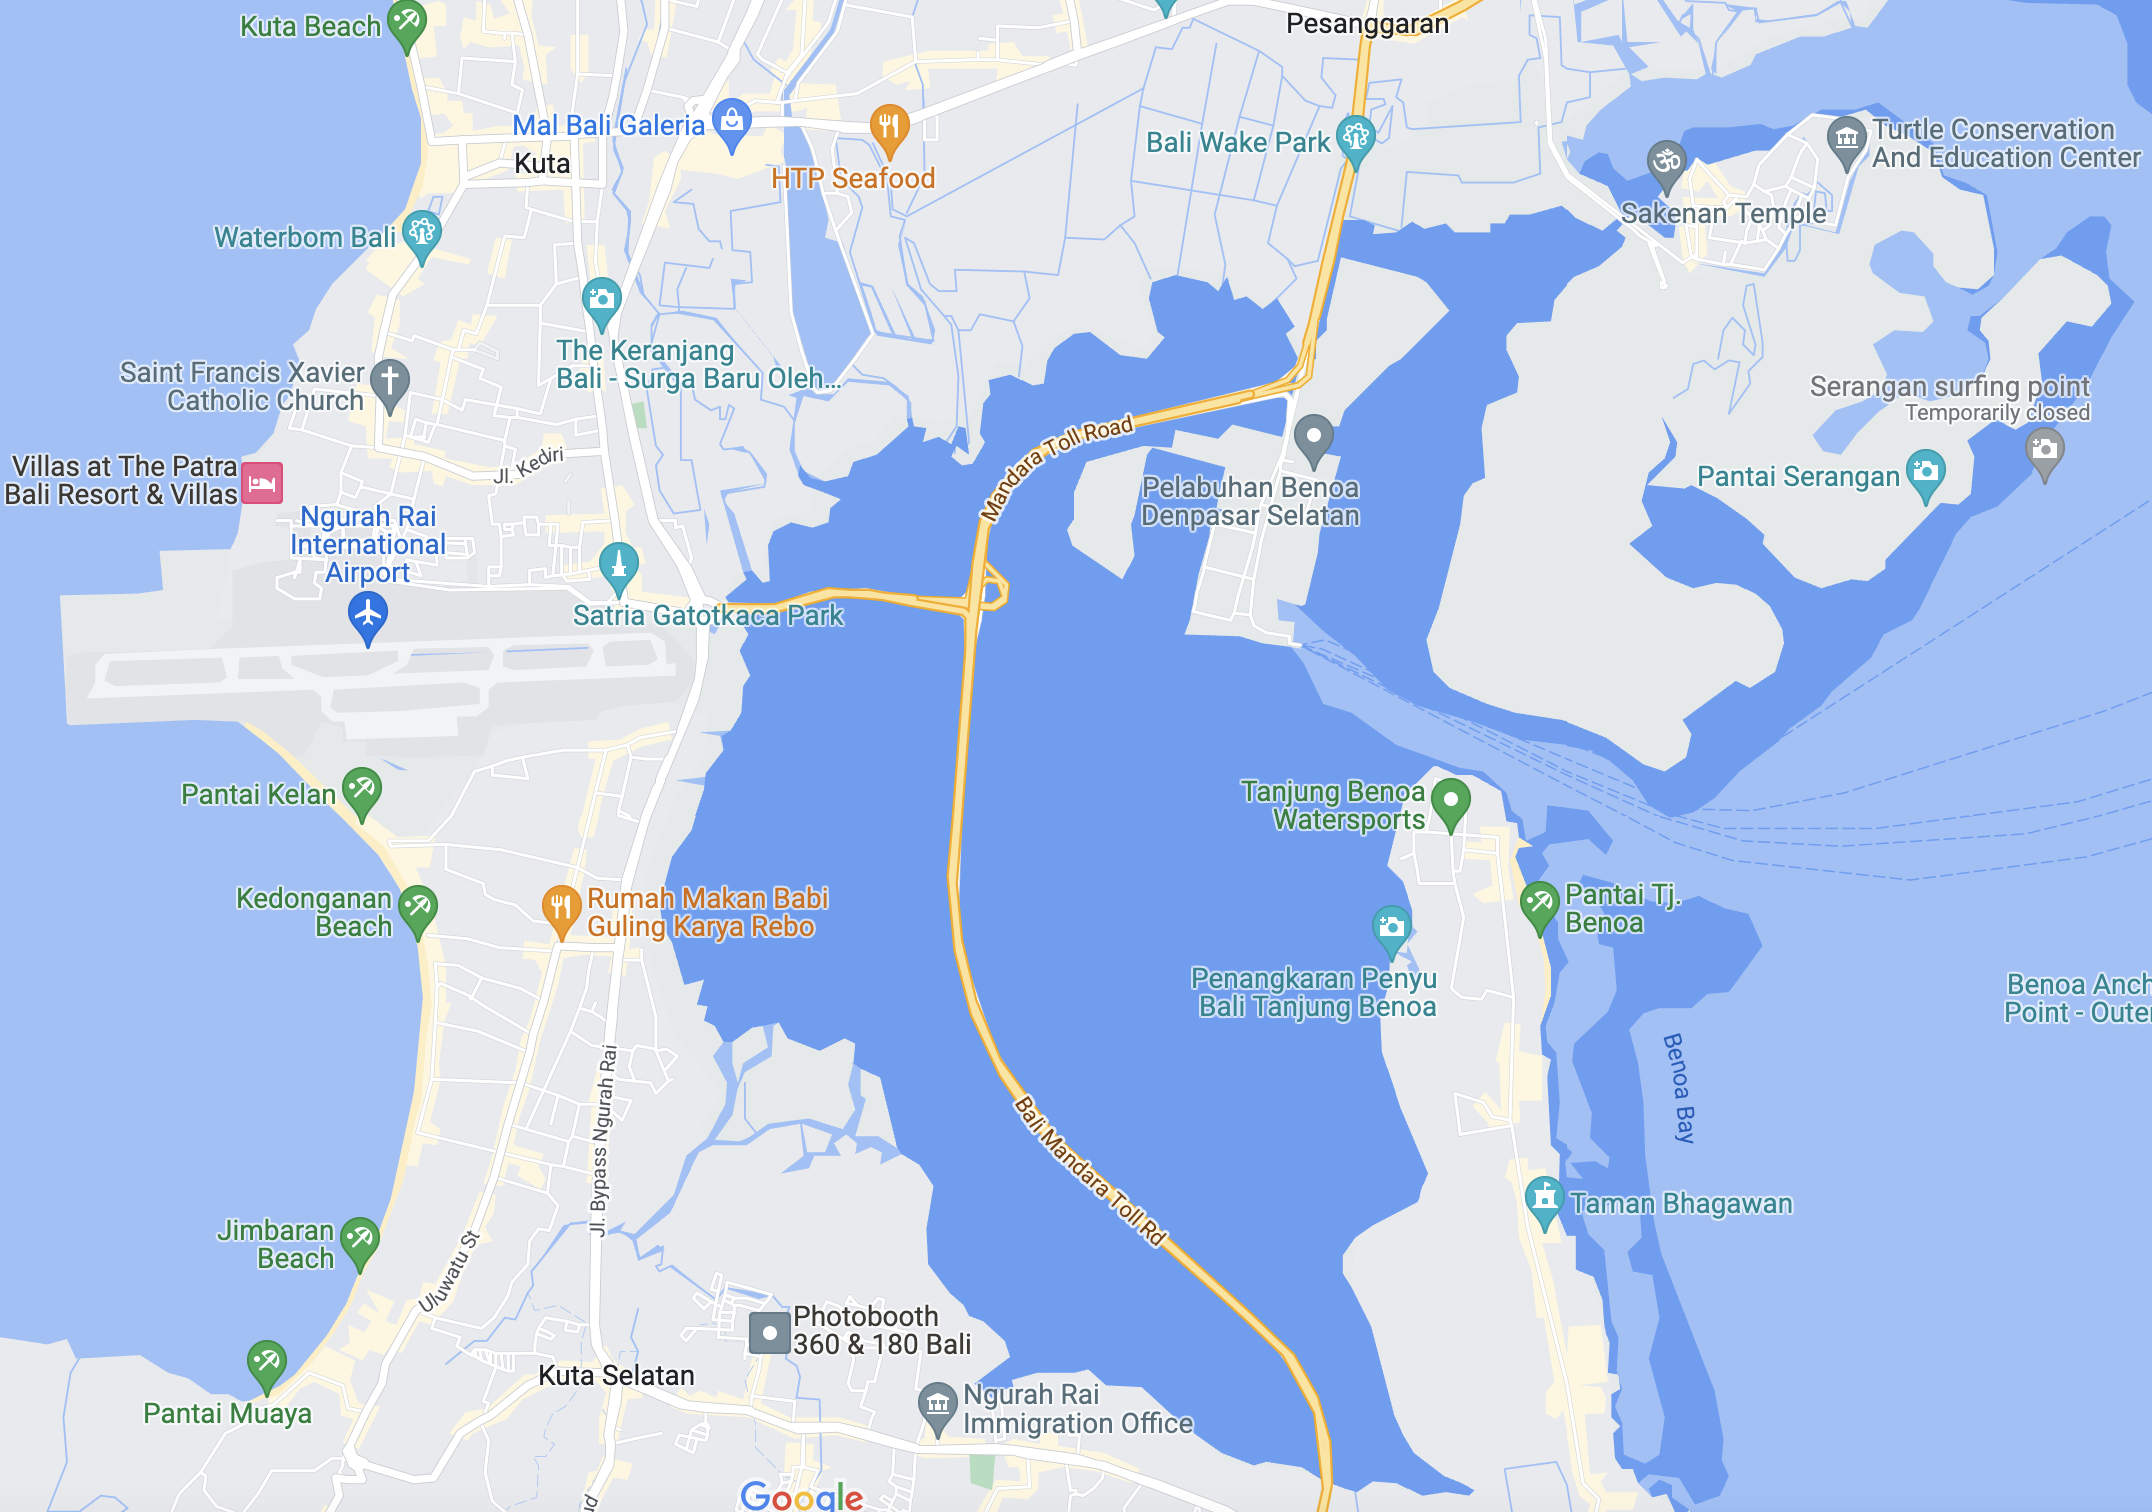 Kuta Beach
Pesanggaran
Mal Bali Galeria
Kuta
HTP Seafood
Bali Wake Park
Turtle Conservation
And Education Center
Sakenan Temple
Waterbom Bali
The Keranjang
Bali - Surga Baru Oleh...
Saint Francis Xavier
Catholic Church
Serangan surfing point
Temporarily closed
Mandara Toll Road
Villas at The Patra
Bali Resort & Villas
Jl. Kediri
Pelabuhan Benoa
Denpasar Selatan
Pantai Serangan
Ngurah Rai
International
Airport
Satria Gatotkaca Park
Pantai Kelan
Tanjung Benoa
Watersports
Kedonganan
Beach
Rumah Makan Babi
Guling Karya Rebo
Pantai Tj.
Benoa
Penangkaran Penyu
Bali Tanjung Benoa
Benoa Anch
Point - Oute
Benoa Bay
Jl. Bypass Ngurah Rai
Bali Mandara Toll Rd
Taman Bhagawan
Jimbaran
Beach
Uluwatu St
Photobooth
360 & 180 Bali
Kuta Selatan
Pantai Muaya
Ngurah Rai
Immigration Office
Google
ud